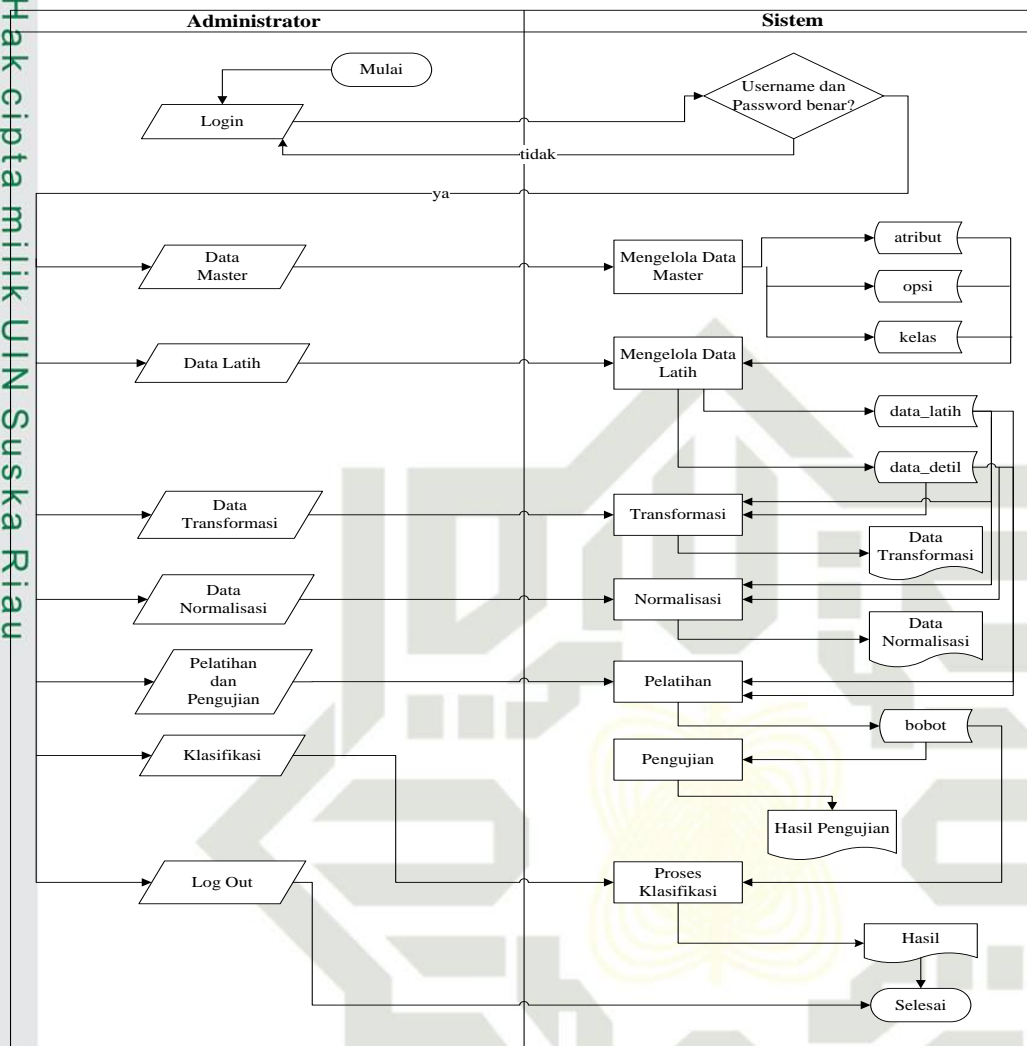 Hak cipta milik UIN Suska Riau
Administrator
Sistem
Mulai
Username dan
Password benar?
Login
tidak
ya
Data
Master
Mengelola Data
Master
atribut
opsi
kelas
Data Latih
Mengelola Data
Latih
data_latih
data_detil
Data
Transformasi
Transformasi
Data
Transformasi
Data
Normalisasi
Normalisasi
Data
Normalisasi
Pelatihan
dan
Pengujian
Pelatihan
bobot
Klasifikasi
Pengujian
Hasil Pengujian
Log Out
Proses
Klasifikasi
Hasil
Selesai